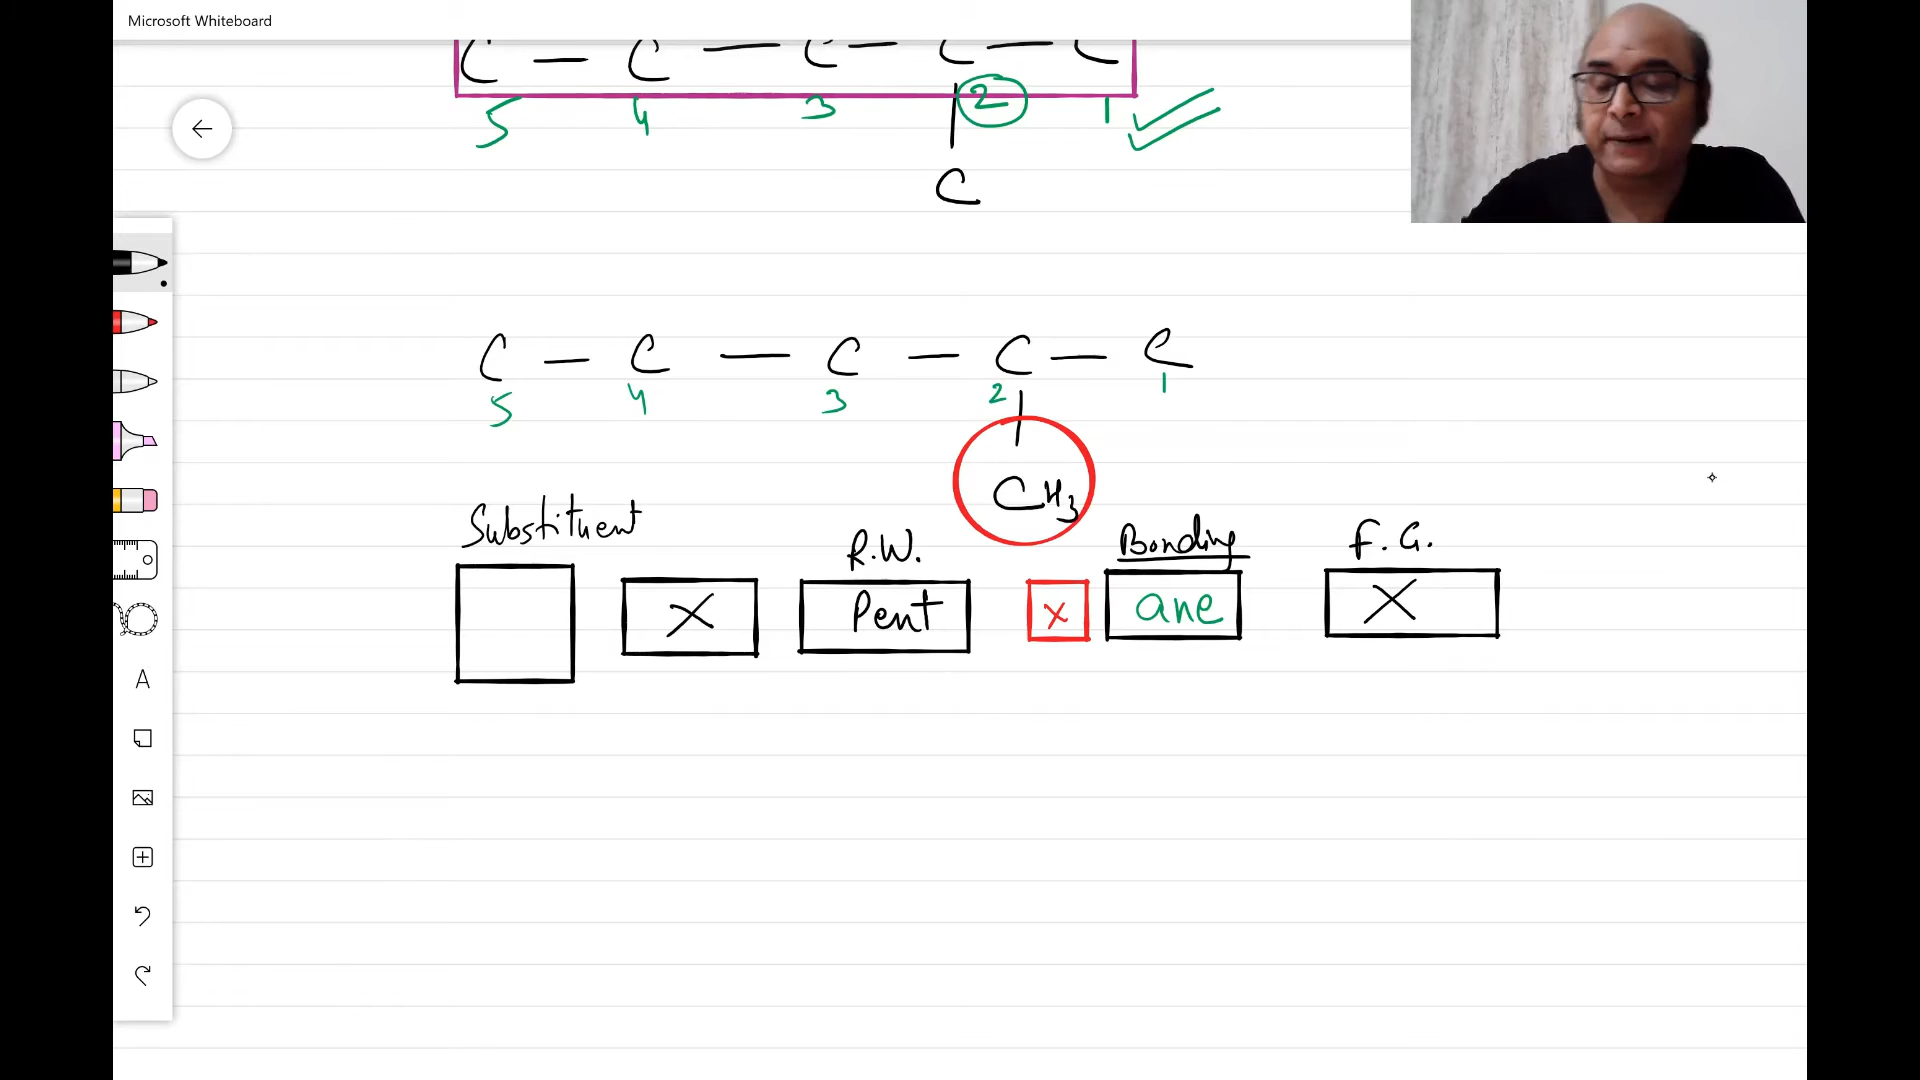 Microsoft Whiteboard
C — C — C — C — C
5 4 3 2 1
C
C — C — C — C — C
5 4 3 2 1
CH3
Substituent R.W. Bonding F.G.
X Pent x ane X
A